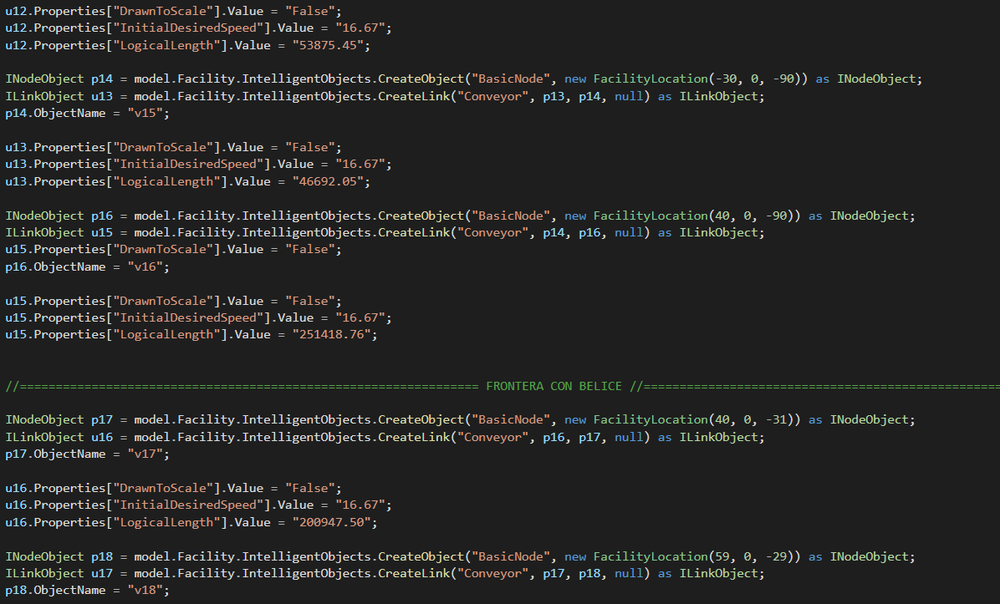 u12.Properties["DrawnToScale"].Value = "False";
u12.Properties["InitialDesiredSpeed"].Value = "16.67";
u12.Properties["LogicalLength"].Value = "53875.45";
INodeObject p14 = model.Facility.IntelligentObjects.CreateObject("BasicNode", new FacilityLocation(-30, 0, -90)) as INodeObject;
ILinkObject u13 = model.Facility.IntelligentObjects.CreateLink("Conveyor", p13, p14, null) as ILinkObject;
p14.ObjectName = "v15";
u13.Properties["DrawnToScale"].Value = "False";
u13.Properties["InitialDesiredSpeed"].Value = "16.67";
u13.Properties["LogicalLength"].Value = "46692.05";
INodeObject p16 = model.Facility.IntelligentObjects.CreateObject("BasicNode", new FacilityLocation(40, 0, -90)) as INodeObject;
ILinkObject u15 = model.Facility.IntelligentObjects.CreateLink("Conveyor", p14, p16, null) as ILinkObject;
u15.Properties["DrawnToScale"].Value = "False";
p16.ObjectName = "v16";
u15.Properties["DrawnToScale"].Value = "False";
u15.Properties["InitialDesiredSpeed"].Value = "16.67";
u15.Properties["LogicalLength"].Value = "251418.76";
//================================================================ FRONTERA CON BELICE //==================================================
INodeObject p17 = model.Facility.IntelligentObjects.CreateObject("BasicNode", new FacilityLocation(40, 0, -31)) as INodeObject;
ILinkObject u16 = model.Facility.IntelligentObjects.CreateLink("Conveyor", p16, p17, null) as ILinkObject;
p17.ObjectName = "v17";
u16.Properties["DrawnToScale"].Value = "False";
u16.Properties["InitialDesiredSpeed"].Value = "16.67";
u16.Properties["LogicalLength"].Value = "200947.50";
INodeObject p18 = model.Facility.IntelligentObjects.CreateObject("BasicNode", new FacilityLocation(59, 0, -29)) as INodeObject;
ILinkObject u17 = model.Facility.IntelligentObjects.CreateLink("Conveyor", p17, p18, null) as ILinkObject;
p18.ObjectName = "v18";